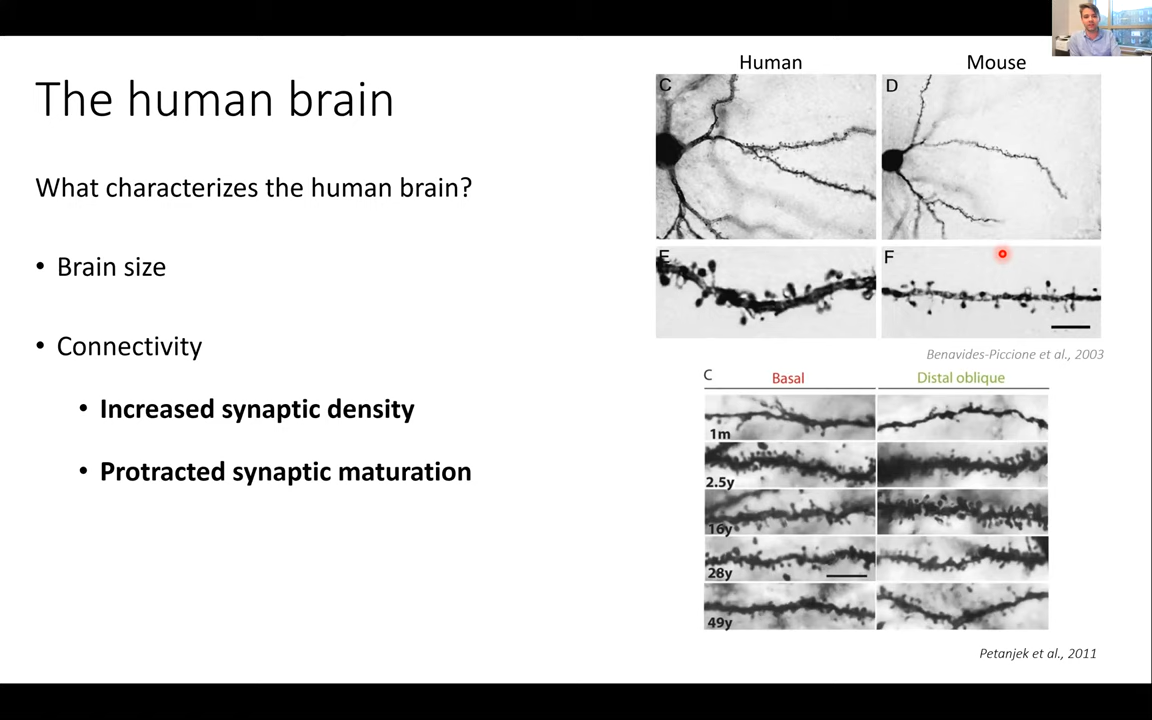 The human brain
What characterizes the human brain?
• Brain size
• Connectivity
• Increased synaptic density
• Protracted synaptic maturation
Human Mouse
C D
E F
Benavides-Piccione et al., 2003
C Basal Distal oblique
1m
2.5y
16y
28y
49y
Petanjek et al., 2011